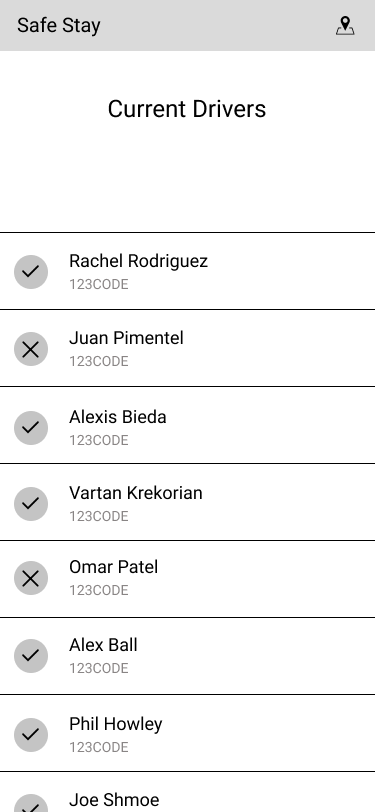 Safe Stay
Current Drivers
Rachel Rodriguez
123CODE
Juan Pimentel
123CODE
Alexis Bieda
123CODE
Vartan Krekorian
123CODE
Omar Patel
123CODE
Alex Ball
123CODE
Phil Howley
123CODE
Joe Shmoe